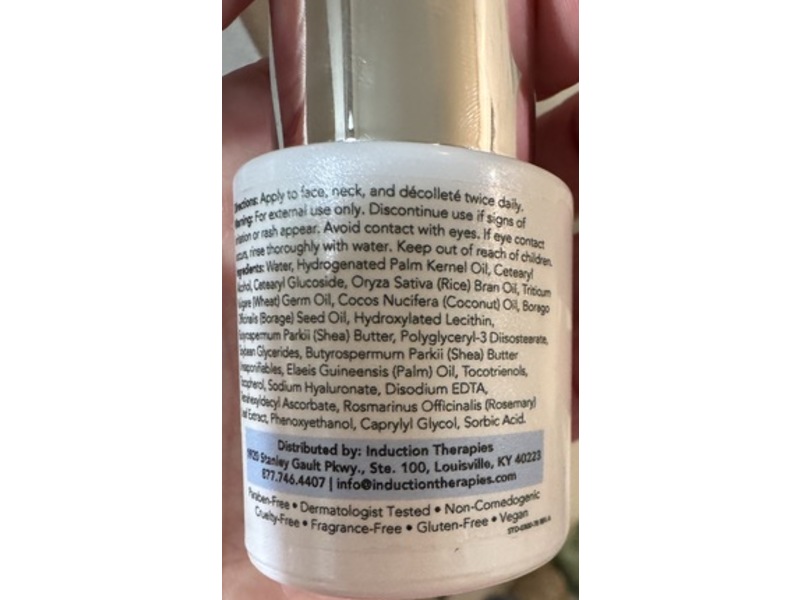 Directions: Apply to face, neck, and décolleté twice daily.
Warning: For external use only. Discontinue use if signs of
irritation or rash appear. Avoid contact with eyes. If eye contact
occurs, rinse thoroughly with water. Keep out of reach of children.
Ingredients: Water, Hydrogenated Palm Kernel Oil, Cetearyl
Alcohol, Cetearyl Glucoside, Oryza Sativa (Rice) Bran Oil, Triticum
Vulgare (Wheat) Germ Oil, Cocos Nucifera (Coconut) Oil, Borago
Officinalis (Borage) Seed Oil, Hydroxylated Lecithin,
Butyrospermum Parkii (Shea) Butter, Polyglyceryl-3 Diisostearate,
Soybean Glycerides, Butyrospermum Parkii (Shea) Butter
Unsaponifiables, Elaeis Guineensis (Palm) Oil, Tocotrienols,
Tocopherol, Sodium Hyaluronate, Disodium EDTA,
Tetrahexyldecyl Ascorbate, Rosmarinus Officinalis (Rosemary)
Leaf Extract, Phenoxyethanol, Caprylyl Glycol, Sorbic Acid.
Distributed by: Induction Therapies
Stanley Gault Pkwy., Ste. 100, Louisville, KY 40223
877.746.4407 | info@inductiontherapies.com
Paraben-Free • Dermatologist Tested • Non-Comedogenic
Cruelty-Free • Fragrance-Free • Gluten-Free • Vegan